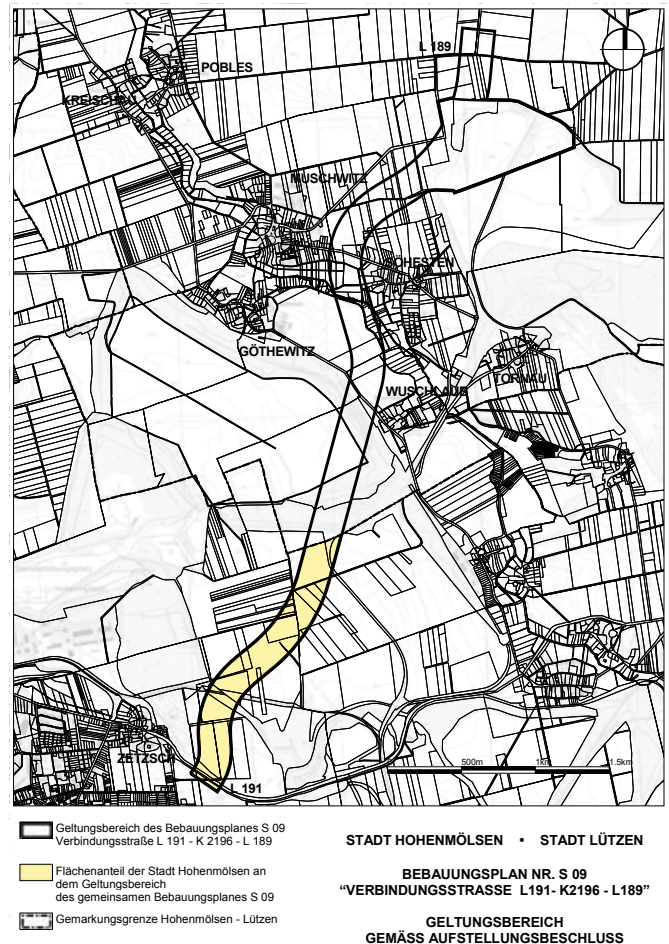 L 189
POBLES
KREISCHAU
MUSCHWITZ
ÖHESTEN
GÖTHEWITZ
TORNAU
WUSCHLAUB
500m 1km 1.5km
ZETZSCH
L 191
Geltungsbereich des Bebauungsplanes S 09
Verbindungsstraße L 191 - K 2196 - L 189
Flächenanteil der Stadt Hohenmölsen an
dem Geltungsbereich
des gemeinsamen Bebauungsplanes S 09
Gemarkungsgrenze Hohenmölsen - Lützen
STADT HOHENMÖLSEN • STADT LÜTZEN
BEBAUUNGSPLAN NR. S 09
“VERBINDUNGSSTRASSE L191- K2196 - L189”
GELTUNGSBEREICH
GEMÄSS AUFSTELLUNGSBESCHLUSS